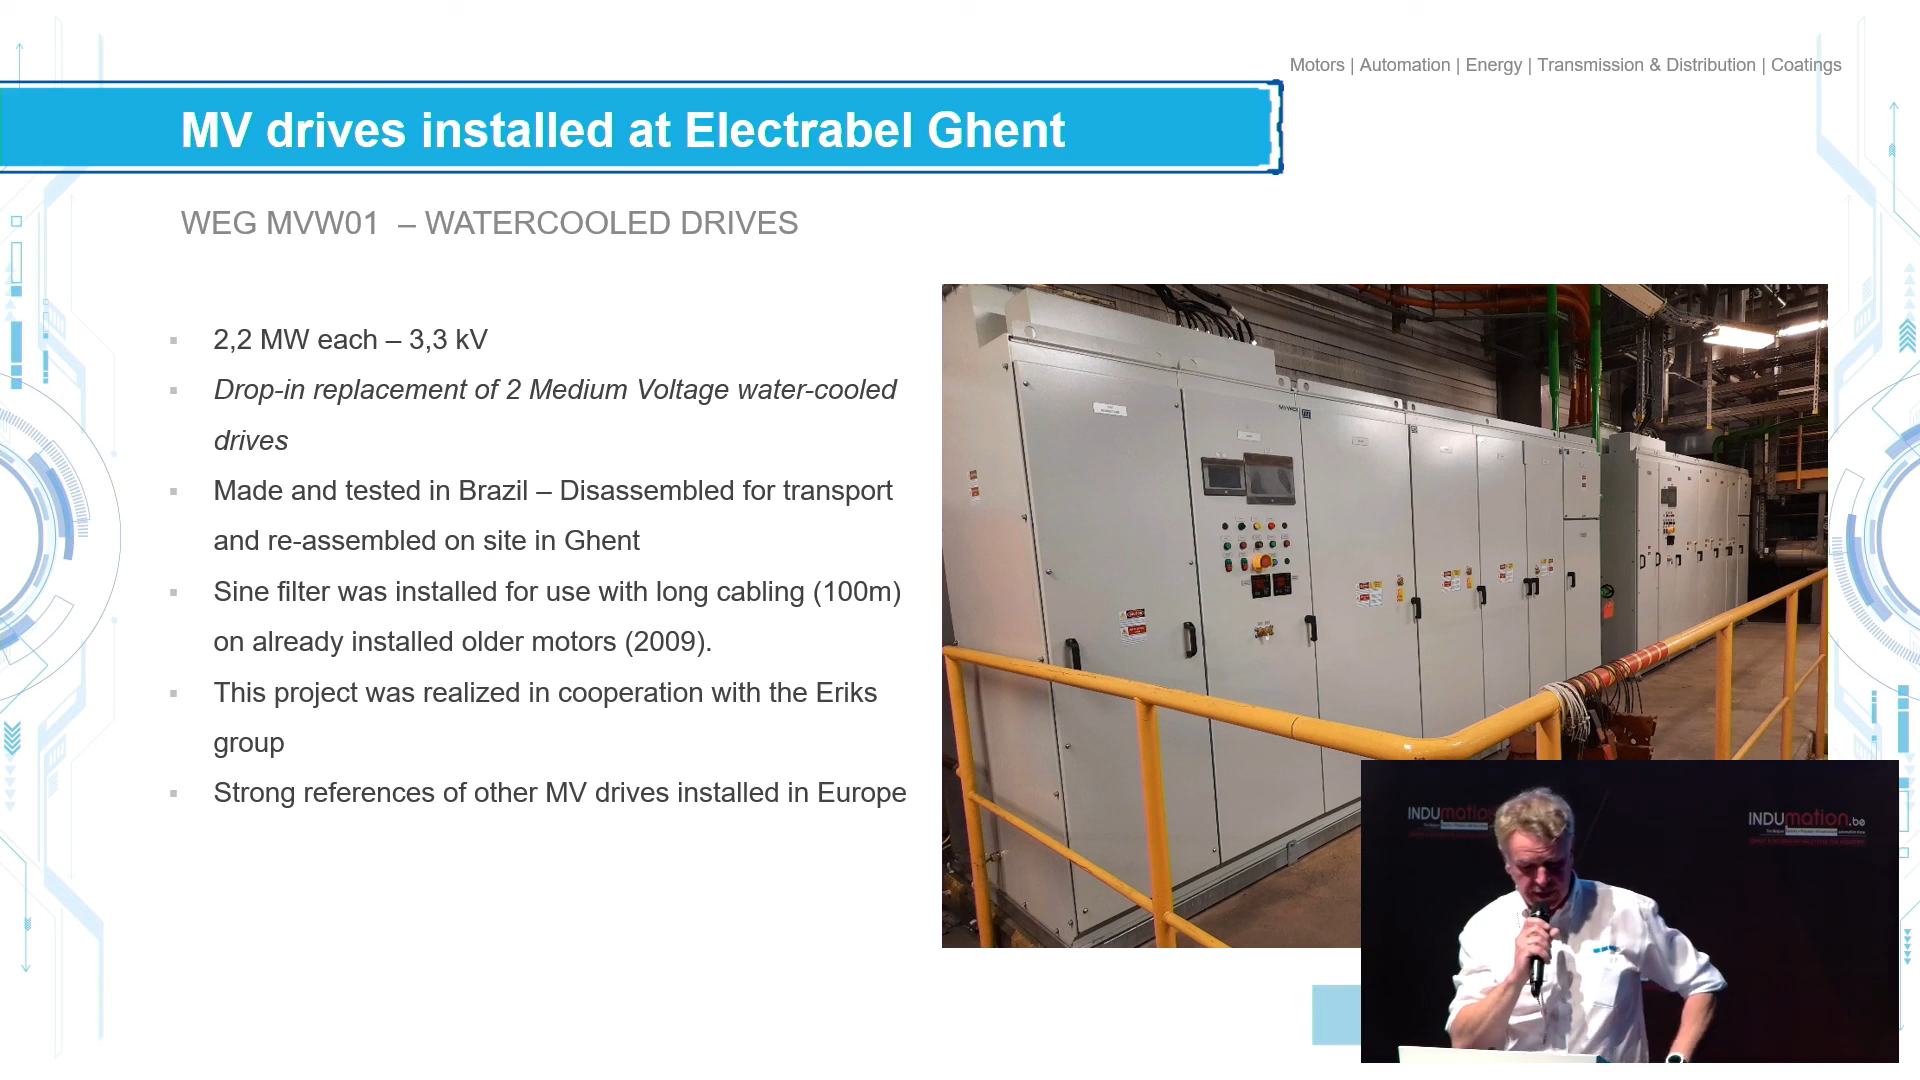 Motors | Automation | Energy | Transmission & Distribution | Coatings
MV drives installed at Electrabel Ghent
WEG MVW01 – WATERCOOLED DRIVES
2,2 MW each – 3,3 kV
Drop-in replacement of 2 Medium Voltage water-cooled
drives
Made and tested in Brazil – Disassembled for transport
and re-assembled on site in Ghent
Sine filter was installed for use with long cabling (100m)
on already installed older motors (2009).
This project was realized in cooperation with the Eriks
group
Strong references of other MV drives installed in Europe
INDUmation
INDUmation.be